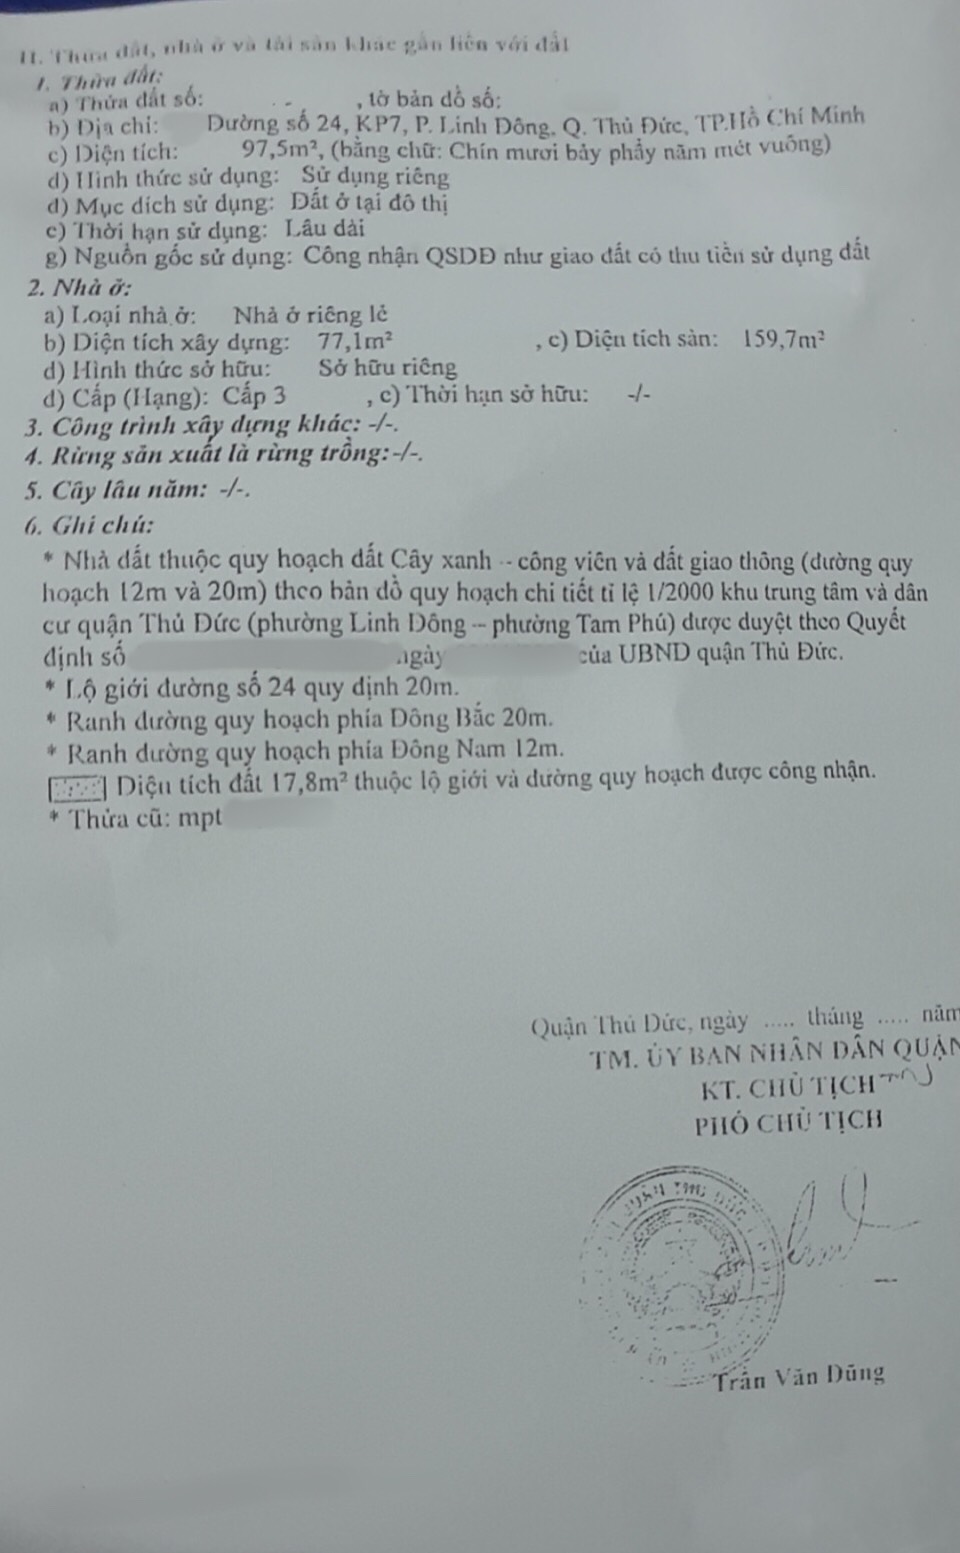 II. Thửa đất, nhà ở và tài sản khác gắn liền với đất
1. Thửa đất:
a) Thửa đất số: , tờ bản đồ số:
b) Địa chỉ: Đường số 24, KP7, P. Linh Đông, Q. Thủ Đức, TP.Hồ Chí Minh
c) Diện tích: 97,5m², (bằng chữ: Chín mươi bảy phẩy năm mét vuông)
d) Hình thức sử dụng: Sử dụng riêng
đ) Mục đích sử dụng: Đất ở tại đô thị
e) Thời hạn sử dụng: Lâu dài
g) Nguồn gốc sử dụng: Công nhận QSDĐ như giao đất có thu tiền sử dụng đất
2. Nhà ở:
a) Loại nhà ở: Nhà ở riêng lẻ
b) Diện tích xây dựng: 77,1m² , c) Diện tích sàn: 159,7m²
d) Hình thức sở hữu: Sở hữu riêng
đ) Cấp (Hạng): Cấp 3 , e) Thời hạn sở hữu: -/-
3. Công trình xây dựng khác: -/-.
4. Rừng sản xuất là rừng trồng:-/-.
5. Cây lâu năm: -/-.
6. Ghi chú:
* Nhà đất thuộc quy hoạch đất Cây xanh -- công viên và đất giao thông (đường quy
hoạch 12m và 20m) theo bản đồ quy hoạch chi tiết tỉ lệ 1/2000 khu trung tâm và dân
cư quận Thủ Đức (phường Linh Đông -- phường Tam Phú) được duyệt theo Quyết
định số ngày của UBND quận Thủ Đức.
* Lộ giới đường số 24 quy định 20m.
* Ranh đường quy hoạch phía Đông Bắc 20m.
* Ranh đường quy hoạch phía Đông Nam 12m.
Diện tích đất 17,8m² thuộc lộ giới và đường quy hoạch được công nhận.
* Thửa cũ: mpt
Quận Thủ Đức, ngày ..... tháng ..... năm
TM. ỦY BAN NHÂN DÂN QUẬN
KT. CHỦ TỊCH
PHÓ CHỦ TỊCH
Trần Văn Dũng